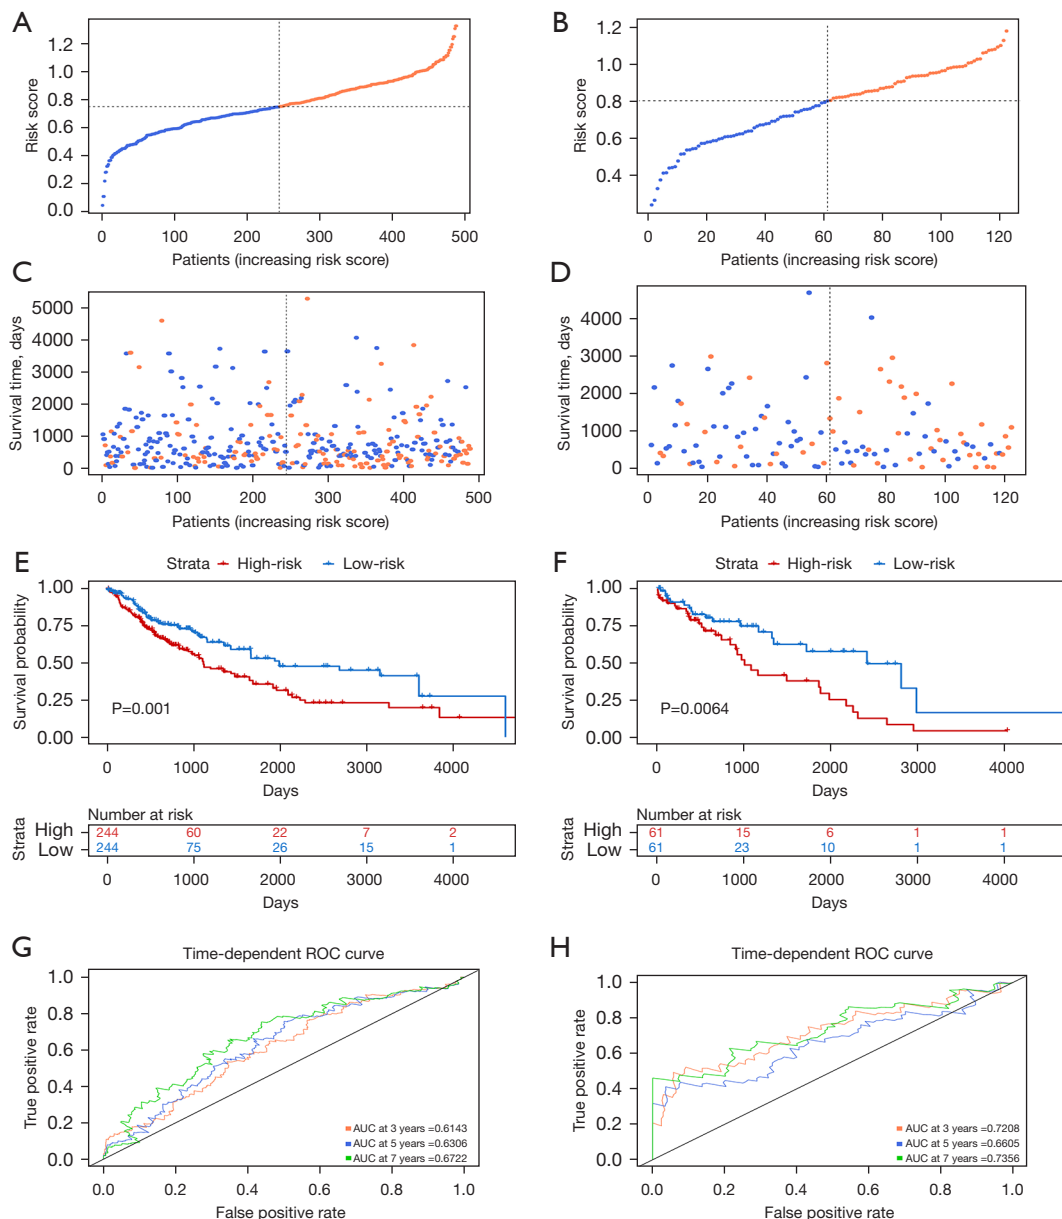 A
B
1.2
1.0
0.8
0.6
0.4
0.2
0.0
Risk score
0 100 200 300 400 500
Patients (increasing risk score)
1.2
1.0
0.8
0.6
0.4
Risk score
0 20 40 60 80 100 120
Patients (increasing risk score)
C
D
5000
4000
3000
2000
1000
0
Survival time, days
0 100 200 300 400 500
Patients (increasing risk score)
4000
3000
2000
1000
0
Survival time, days
0 20 40 60 80 100 120
Patients (increasing risk score)
E
Strata High-risk Low-risk
1.00
0.75
0.50
0.25
0.00
Survival probability
P=0.001
0 1000 2000 3000 4000
Days
Number at risk
Strata
High 244 60 22 7 2
Low 244 75 26 15 1
0 1000 2000 3000 4000
Days
F
Strata High-risk Low-risk
1.00
0.75
0.50
0.25
0.00
Survival probability
P=0.0064
0 1000 2000 3000 4000
Days
Number at risk
Strata
High 61 15 6 1 1
Low 61 23 10 1 1
0 1000 2000 3000 4000
Days
G
Time-dependent ROC curve
1.0
0.8
0.6
0.4
0.2
0.0
True positive rate
AUC at 3 years =0.6143
AUC at 5 years =0.6306
AUC at 7 years =0.6722
0.0 0.2 0.4 0.6 0.8 1.0
False positive rate
H
Time-dependent ROC curve
1.0
0.8
0.6
0.4
0.2
0.0
True positive rate
AUC at 3 years =0.7208
AUC at 5 years =0.6605
AUC at 7 years =0.7356
0.0 0.2 0.4 0.6 0.8 1.0
False positive rate